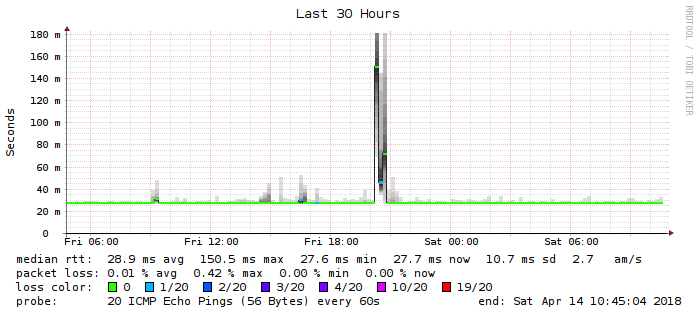 Last 30 Hours
RRDTOOL / TOBI OETIKER
Seconds
180 m
160 m
140 m
120 m
100 m
80 m
60 m
40 m
20 m
0
Fri 06:00 Fri 12:00 Fri 18:00 Sat 00:00 Sat 06:00
median rtt: 28.9 ms avg 150.5 ms max 27.6 ms min 27.7 ms now 10.7 ms sd 2.7 am/s
packet loss: 0.01 % avg 0.42 % max 0.00 % min 0.00 % now
loss color: 0 1/20 2/20 3/20 4/20 10/20 19/20
probe: 20 ICMP Echo Pings (56 Bytes) every 60s end: Sat Apr 14 10:45:04 2018